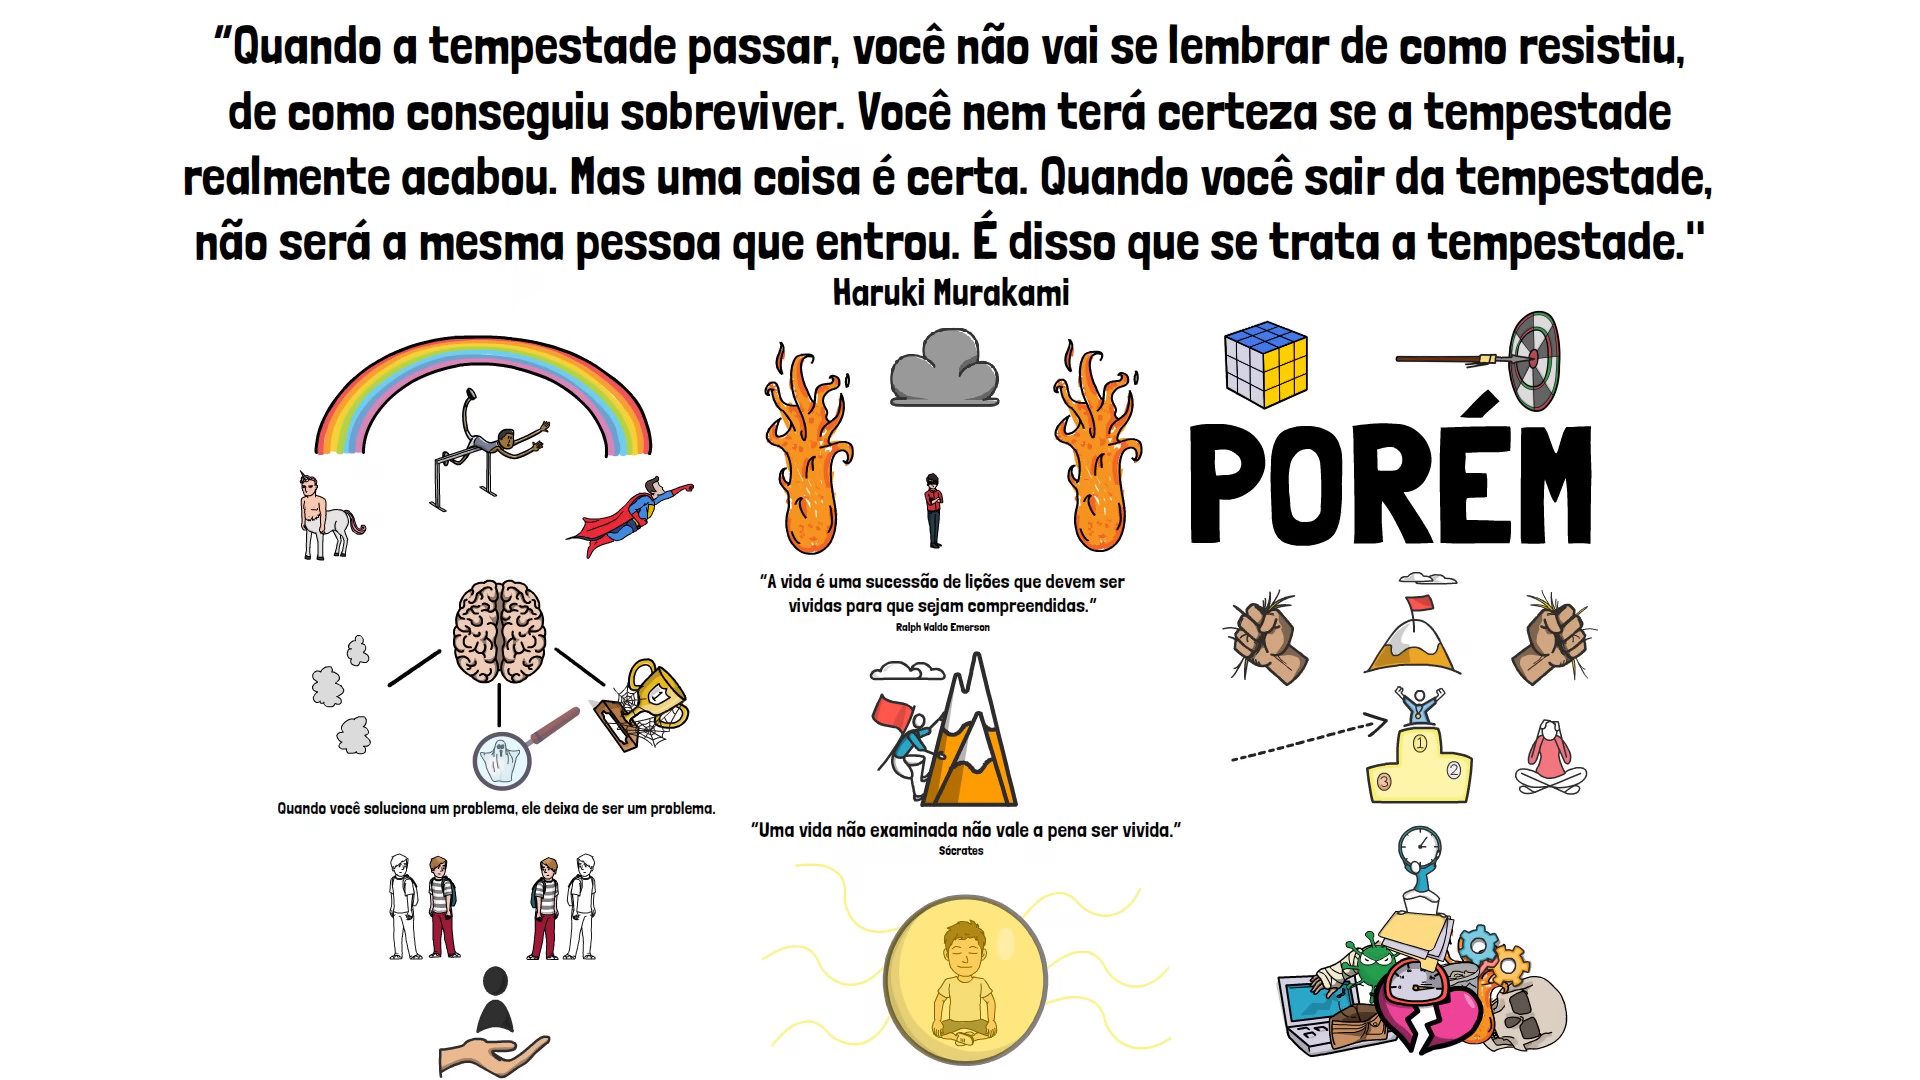 “Quando a tempestade passar, você não vai se lembrar de como resistiu,
de como conseguiu sobreviver. Você nem terá certeza se a tempestade
realmente acabou. Mas uma coisa é certa. Quando você sair da tempestade,
não será a mesma pessoa que entrou. É disso que se trata a tempestade."
Haruki Murakami
PORÉM
“A vida é uma sucessão de lições que devem ser
vividas para que sejam compreendidas.”
Ralph Waldo Emerson
1
1
2
3
Quando você soluciona um problema, ele deixa de ser um problema.
“Uma vida não examinada não vale a pena ser vivida.”
Sócrates